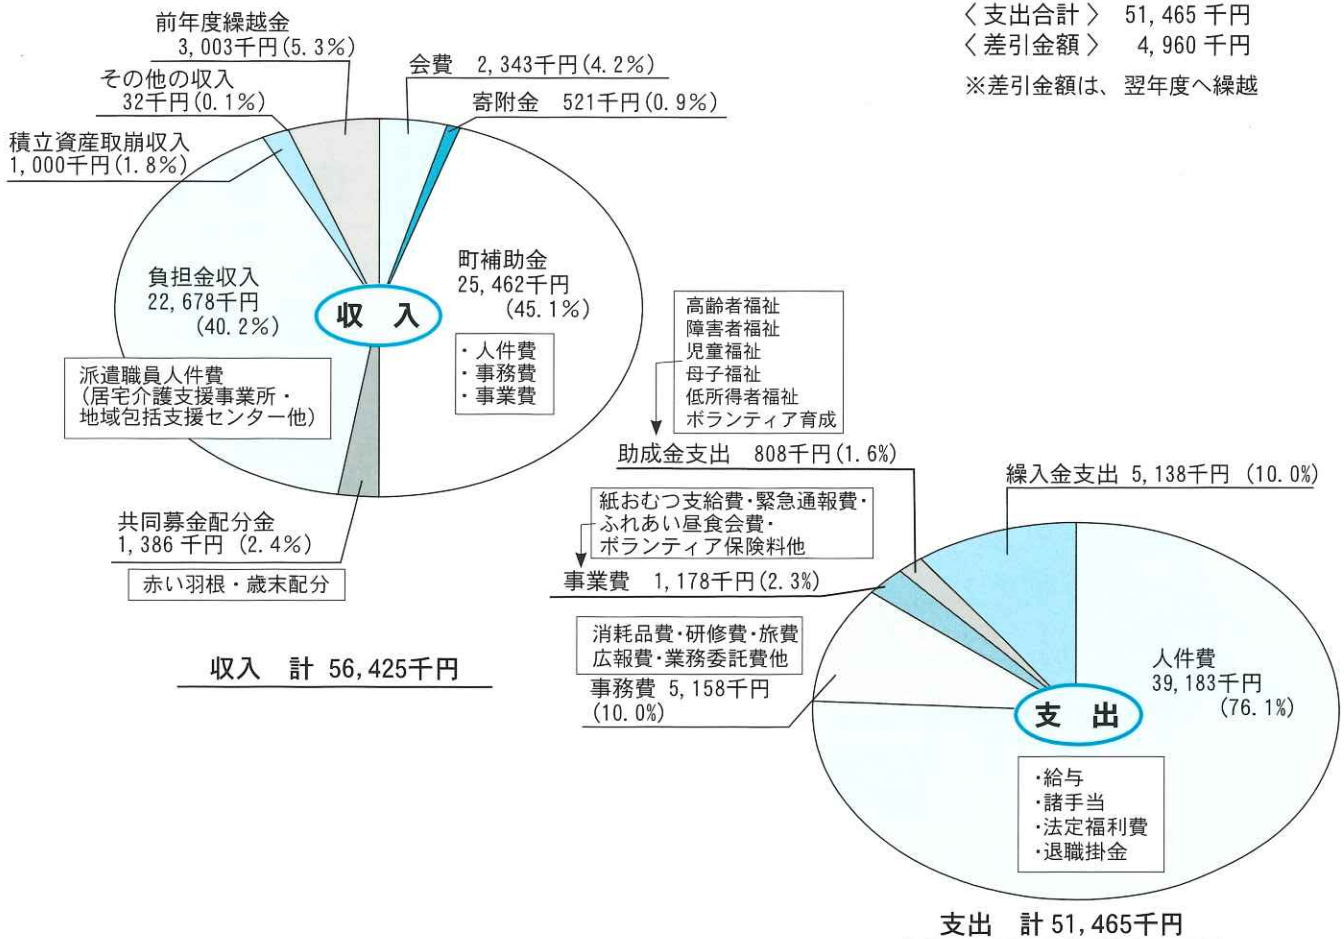 〈 支出合計 〉 51,465 千円
〈 差引金額 〉 4,960 千円
※差引金額は、翌年度へ繰越
前年度繰越金
3,003千円(5.3%)
その他の収入
32千円(0.1%)
積立資産取崩収入
1,000千円(1.8%)
会費 2,343千円(4.2%)
寄附金 521千円(0.9%)
町補助金
25,462千円
(45.1%)
・人件費
・事務費
・事業費
負担金収入
22,678千円
(40.2%)
派遣職員人件費
(居宅介護支援事業所・
地域包括支援センター他)
収 入
共同募金配分金
1,386 千円 (2.4%)
赤い羽根・歳末配分
収入 計 56,425千円
高齢者福祉
障害者福祉
児童福祉
母子福祉
低所得者福祉
ボランティア育成
助成金支出 808千円(1.6%)
紙おむつ支給費・緊急通報費・
ふれあい昼食会費・
ボランティア保険料他
事業費 1,178千円(2.3%)
消耗品費・研修費・旅費
広報費・業務委託費他
事務費 5,158千円
(10.0%)
繰入金支出 5,138千円 (10.0%)
人件費
39,183千円
(76.1%)
支 出
・給与
・諸手当
・法定福利費
・退職掛金
支出 計 51,465千円